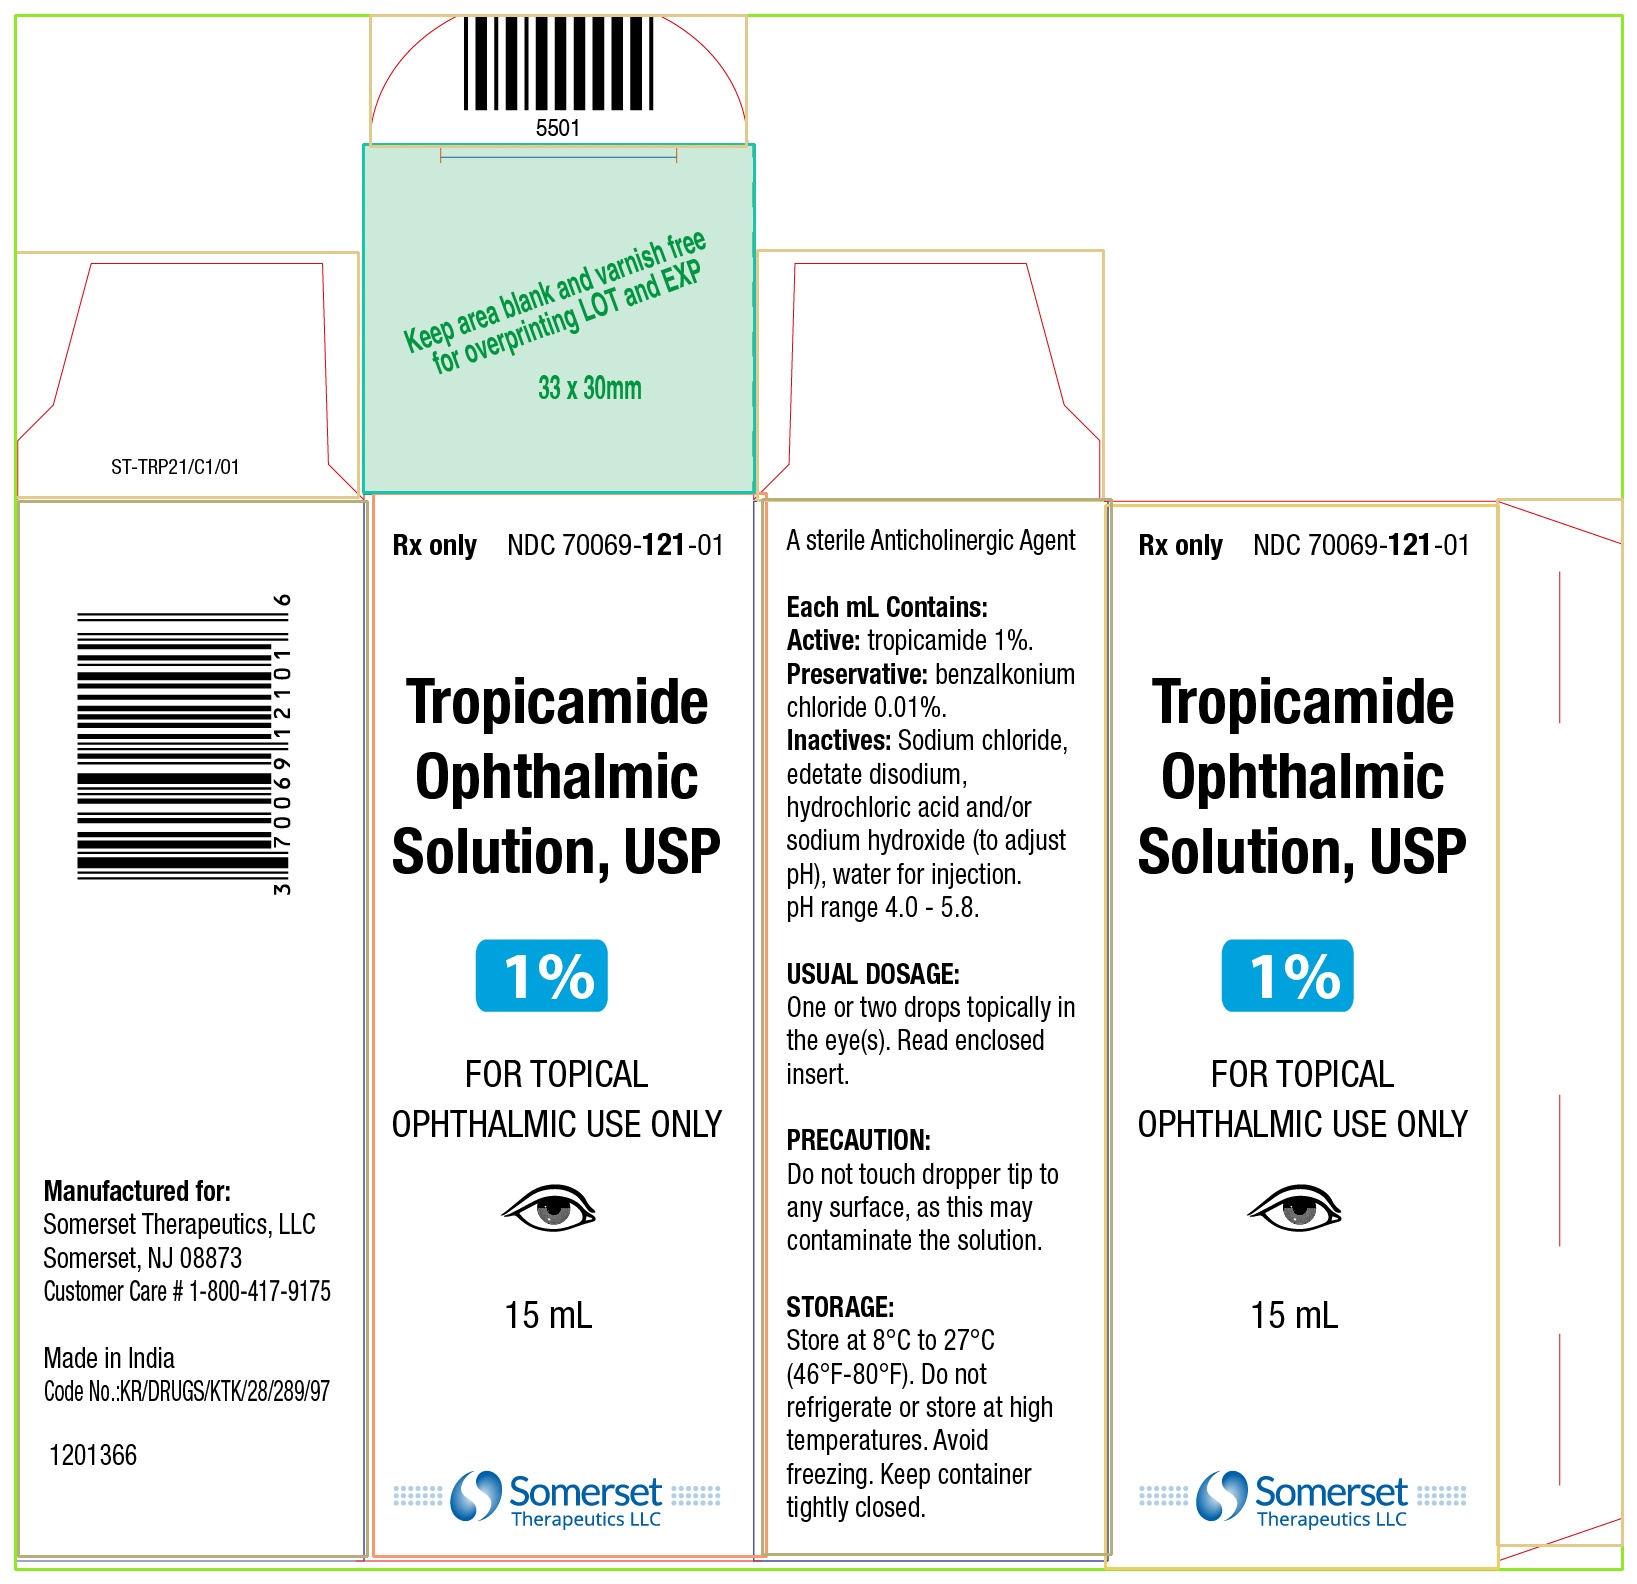 5501
Keep area blank and varnish free
for overprinting LOT and EXP
33 x 30mm
ST-TRP21/C1/01
3 70069 12101 6
Manufactured for:
Somerset Therapeutics, LLC
Somerset, NJ 08873
Customer Care # 1-800-417-9175
Made in India
Code No.:KR/DRUGS/KTK/28/289/97
1201366
Rx only NDC 70069-121-01
Tropicamide
Ophthalmic
Solution, USP
1%
FOR TOPICAL
OPHTHALMIC USE ONLY
15 mL
Somerset
Therapeutics LLC
A sterile Anticholinergic Agent
Each mL Contains:
Active: tropicamide 1%.
Preservative: benzalkonium
chloride 0.01%.
Inactives: Sodium chloride,
edetate disodium,
hydrochloric acid and/or
sodium hydroxide (to adjust
pH), water for injection.
pH range 4.0 - 5.8.
USUAL DOSAGE:
One or two drops topically in
the eye(s). Read enclosed
insert.
PRECAUTION:
Do not touch dropper tip to
any surface, as this may
contaminate the solution.
STORAGE:
Store at 8°C to 27°C
(46°F-80°F). Do not
refrigerate or store at high
temperatures. Avoid
freezing. Keep container
tightly closed.
Rx only NDC 70069-121-01
Tropicamide
Ophthalmic
Solution, USP
1%
FOR TOPICAL
OPHTHALMIC USE ONLY
15 mL
Somerset
Therapeutics LLC